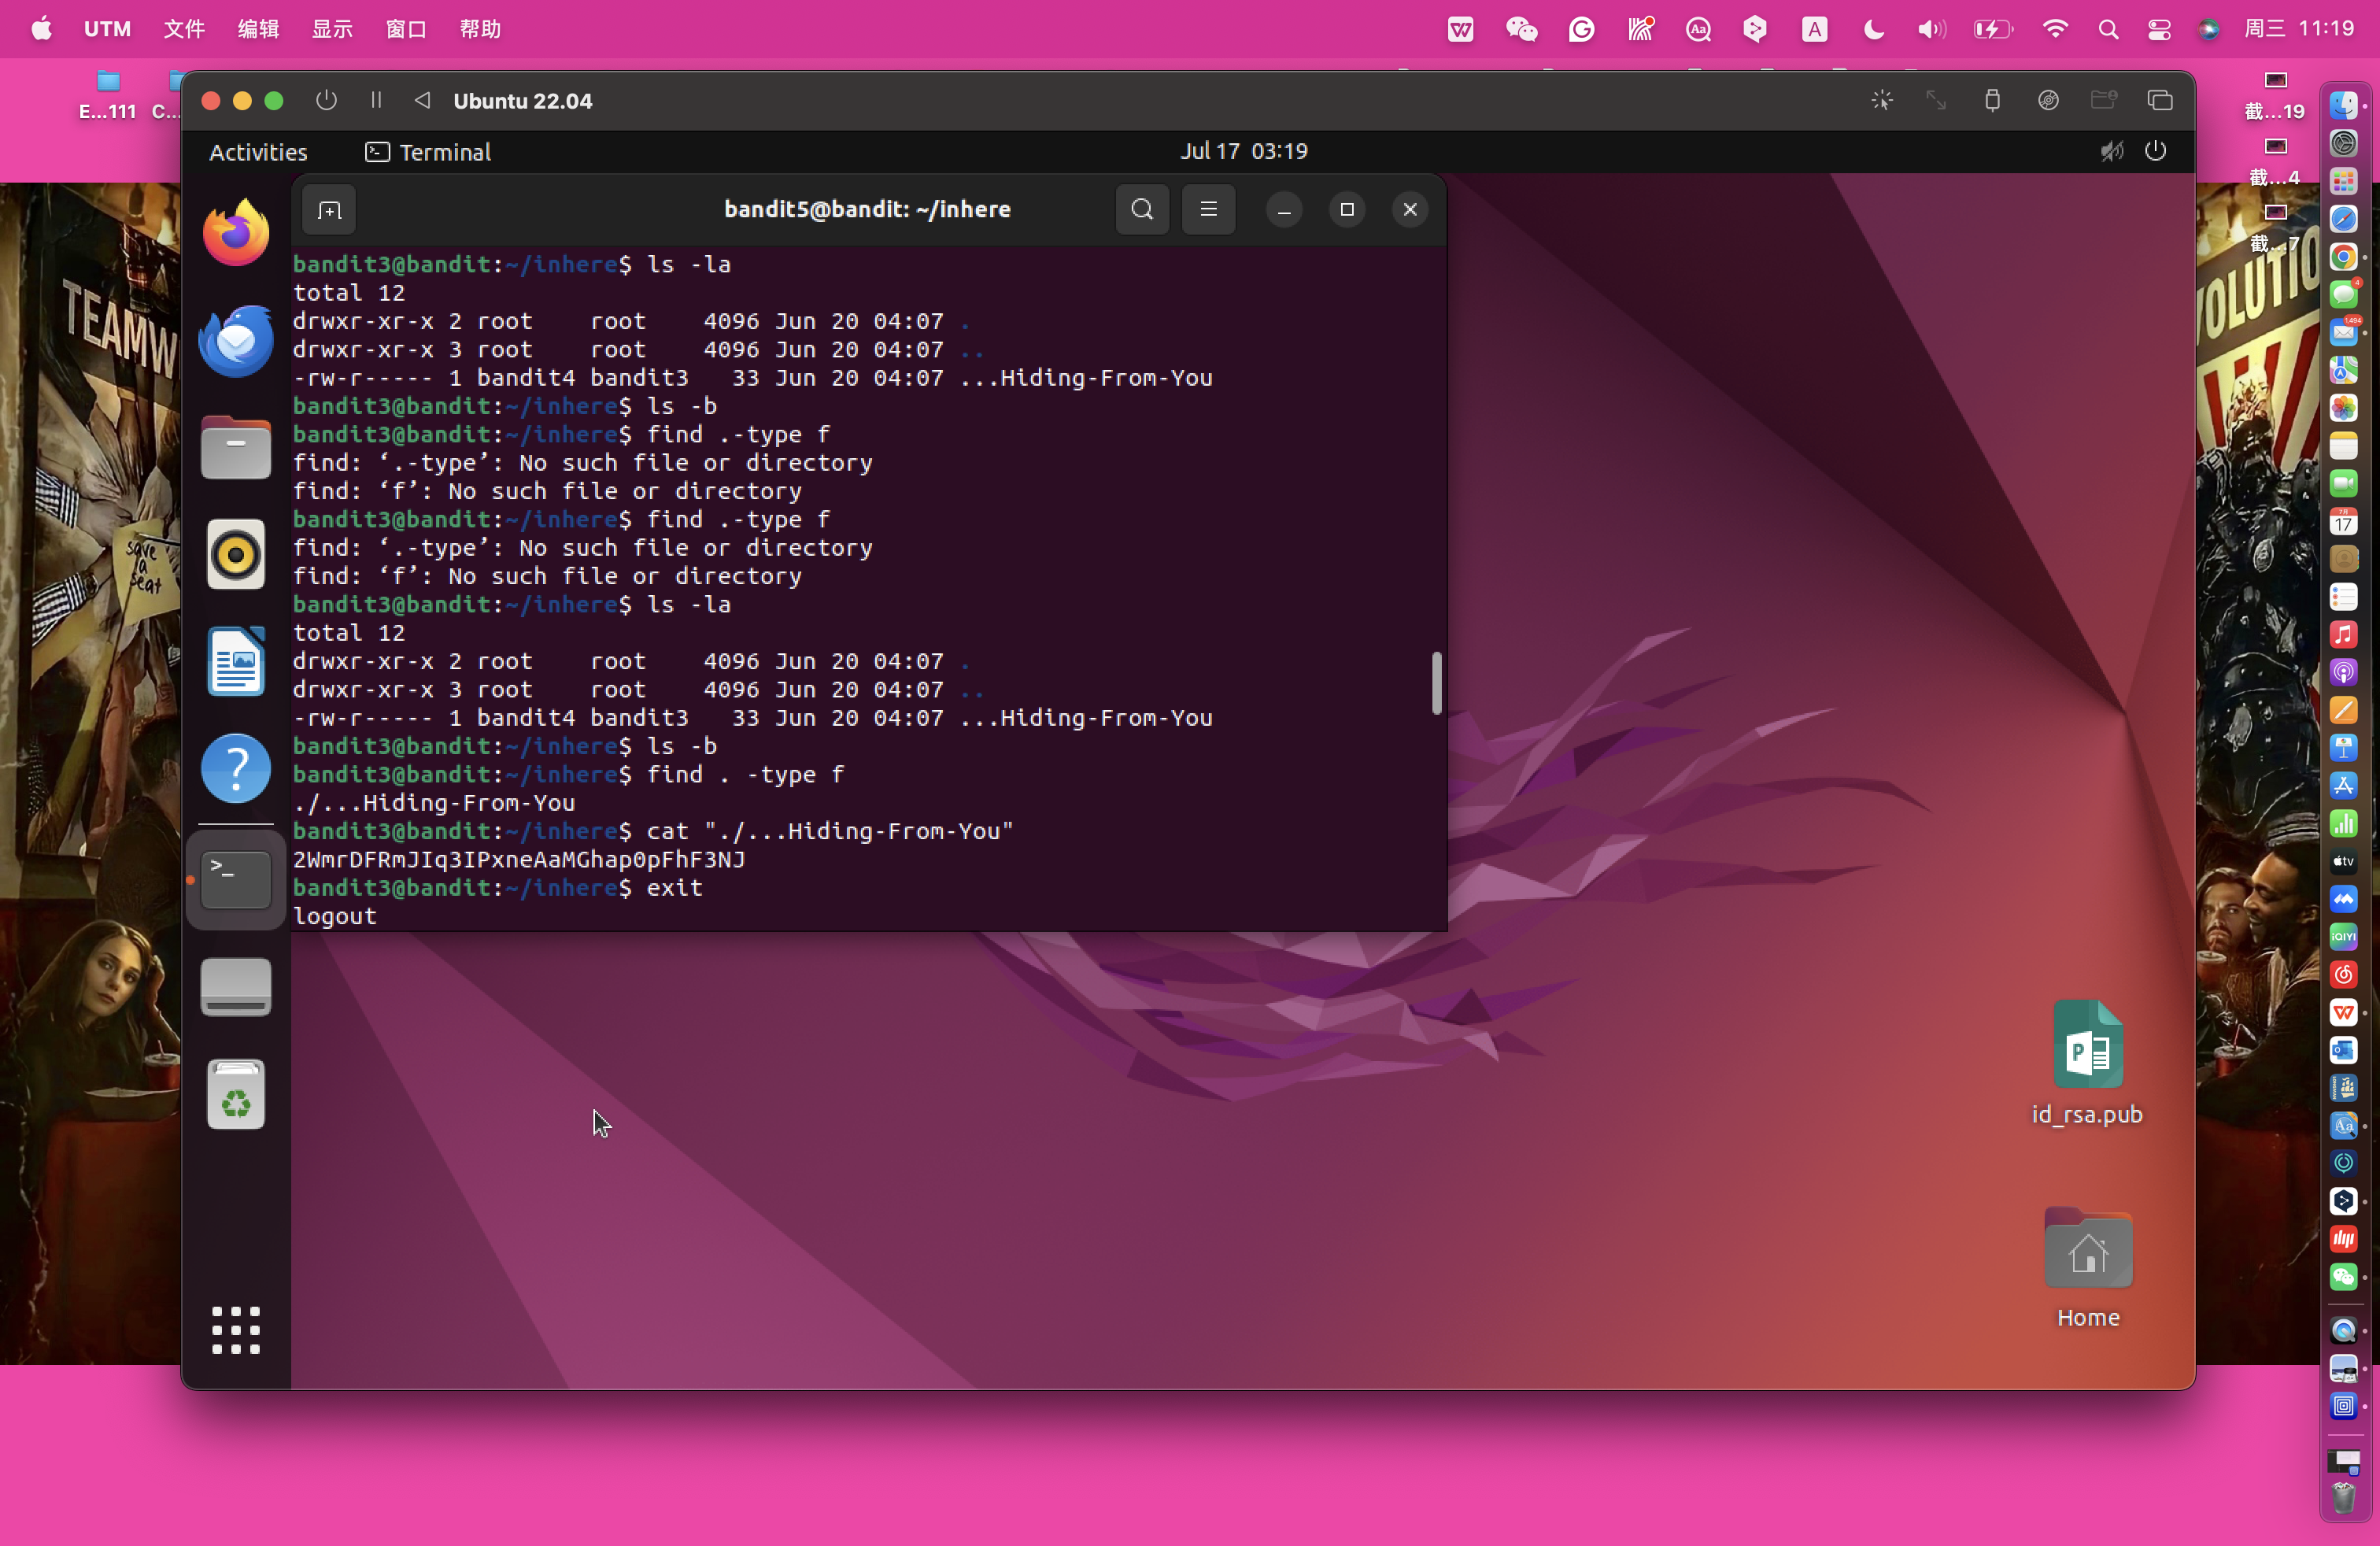 UTM 文件 编辑 显示 窗口 帮助 周三 11:19
E...111 C...
Ubuntu 22.04
截...19
Activities Terminal Jul 17 03:19
截...4
bandit5@bandit: ~/inhere
截...7
bandit3@bandit:~/inhere$ ls -la
total 12
drwxr-xr-x 2 root    root    4096 Jun 20 04:07 .
drwxr-xr-x 3 root    root    4096 Jun 20 04:07 ..
-rw-r----- 1 bandit4 bandit3   33 Jun 20 04:07 ...Hiding-From-You
bandit3@bandit:~/inhere$ ls -b
bandit3@bandit:~/inhere$ find .-type f
find: ‘.-type’: No such file or directory
find: ‘f’: No such file or directory
bandit3@bandit:~/inhere$ find .-type f
find: ‘.-type’: No such file or directory
find: ‘f’: No such file or directory
bandit3@bandit:~/inhere$ ls -la
total 12
drwxr-xr-x 2 root    root    4096 Jun 20 04:07 .
drwxr-xr-x 3 root    root    4096 Jun 20 04:07 ..
-rw-r----- 1 bandit4 bandit3   33 Jun 20 04:07 ...Hiding-From-You
bandit3@bandit:~/inhere$ ls -b
bandit3@bandit:~/inhere$ find . -type f
./...Hiding-From-You
bandit3@bandit:~/inhere$ cat "./...Hiding-From-You"
2WmrDFRmJIq3IPxneAaMGhap0pFhF3NJ
bandit3@bandit:~/inhere$ exit
logout
id_rsa.pub
Home
TEAMW
save
a
seat
VOLUTIO